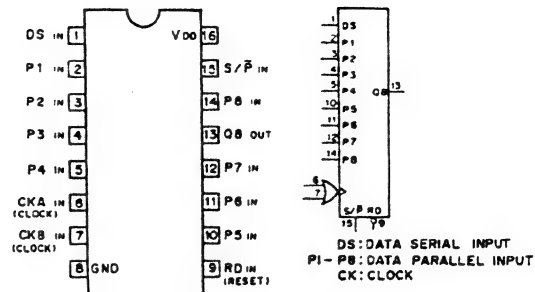 DS IN 1
P1 IN 2
P2 IN 3
P3 IN 4
P4 IN 5
CKA IN 6
(CLOCK)
CKB IN 7
(CLOCK)
8 GND
VDD 16
15 S/P̅ IN
14 P8 IN
13 Q8 OUT
12 P7 IN
11 P6 IN
10 P5 IN
9 RD IN
(RESET)
1 DS
2 P1
3 P2
4 P3
5 P4
10 P5
11 P6
12 P7
14 P8
Q8 13
6
7
S/P̅ RD
15 9
DS:DATA SERIAL INPUT
P1-P8:DATA PARALLEL INPUT
CK:CLOCK